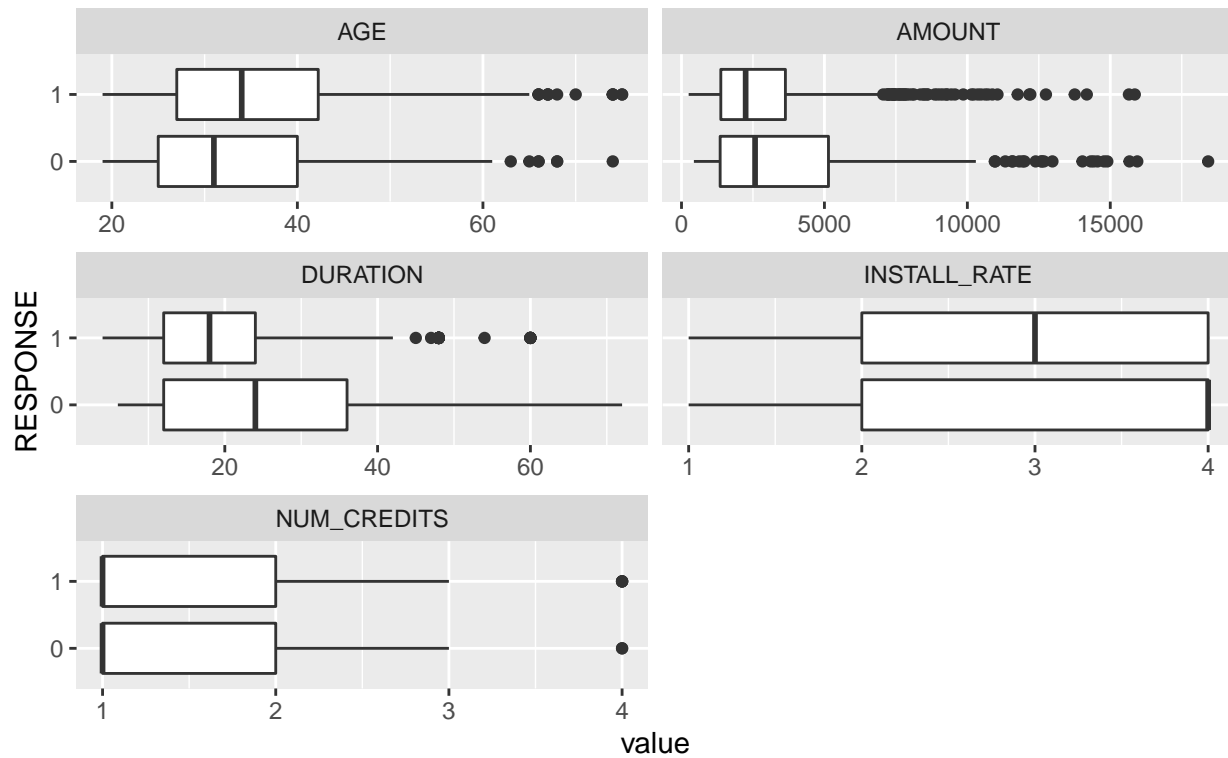 AGE
AMOUNT
1
0
20 40 60
0 5000 10000 15000
DURATION
INSTALL_RATE
1
0
20 40 60
1 2 3 4
NUM_CREDITS
1
0
1 2 3 4
RESPONSE
value